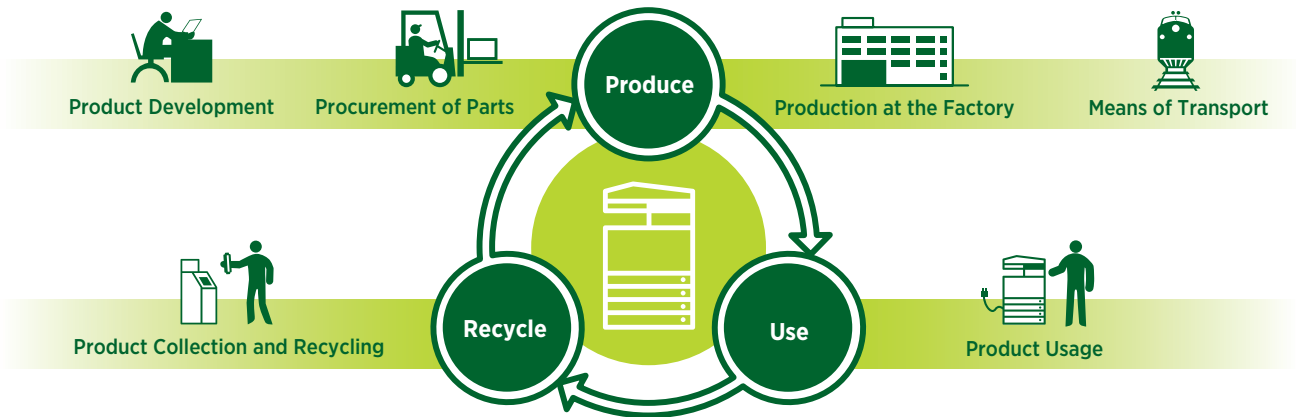 Produce
Product Development
Procurement of Parts
Production at the Factory
Means of Transport
Recycle
Use
Product Collection and Recycling
Product Usage